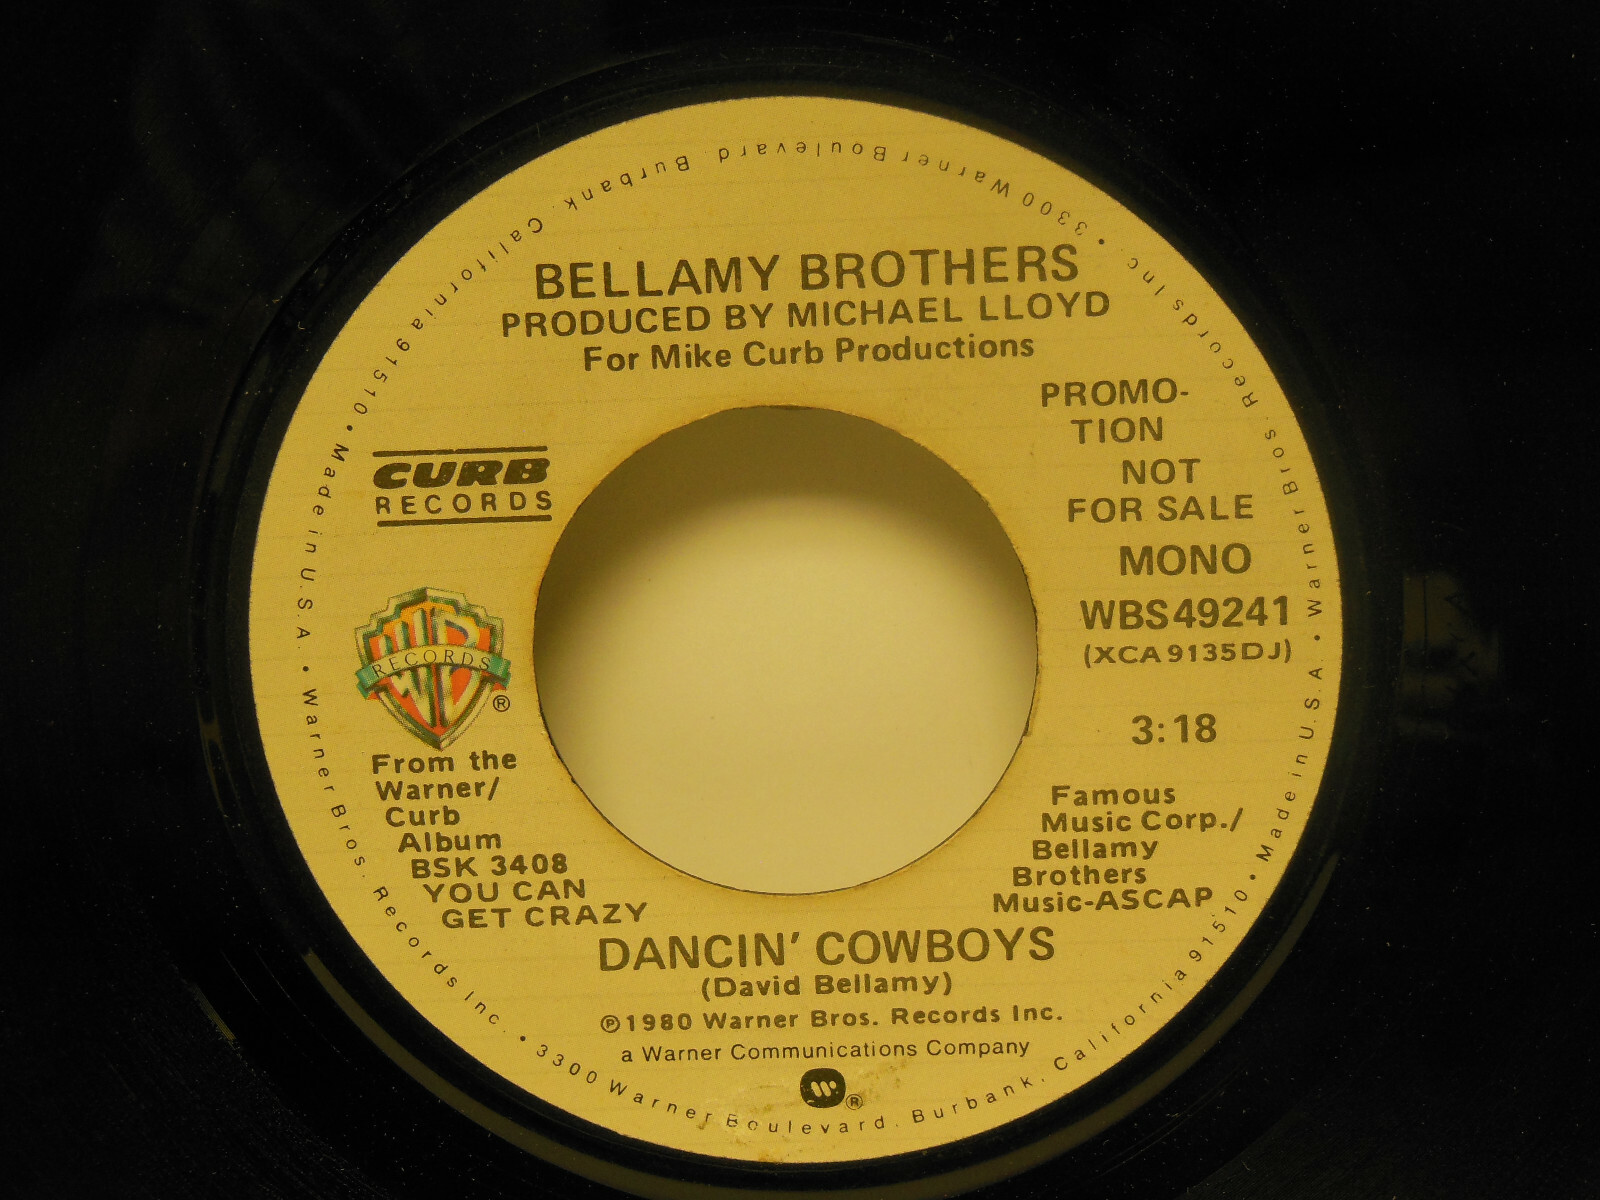 BELLAMY BROTHERS
PRODUCED BY MICHAEL LLOYD
For Mike Curb Productions
CURB
RECORDS
PROMO-
TION
NOT
FOR SALE
MONO
WBS49241
(XCA9135DJ)
3:18
WB
RECORDS
®
From the
Warner/
Curb
Album
BSK 3408
YOU CAN
GET CRAZY
Famous
Music Corp./
Bellamy
Brothers
Music-ASCAP
DANCIN' COWBOYS
(David Bellamy)
℗1980 Warner Bros. Records Inc.
a Warner Communications Company
W ®
Warner Bros. Records Inc. • 3300 Warner Boulevard. Burbank. California 91510 • Made in U.S.A. •
Warner Bros. Records Inc. • 3300 Warner Boulevard Burbank. California 91510 • Made in U.S.A. •